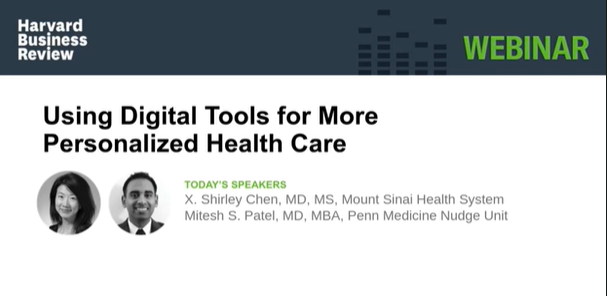 Harvard
Business
Review
WEBINAR
Using Digital Tools for More
Personalized Health Care
TODAY'S SPEAKERS
X. Shirley Chen, MD, MS, Mount Sinai Health System
Mitesh S. Patel, MD, MBA, Penn Medicine Nudge Unit